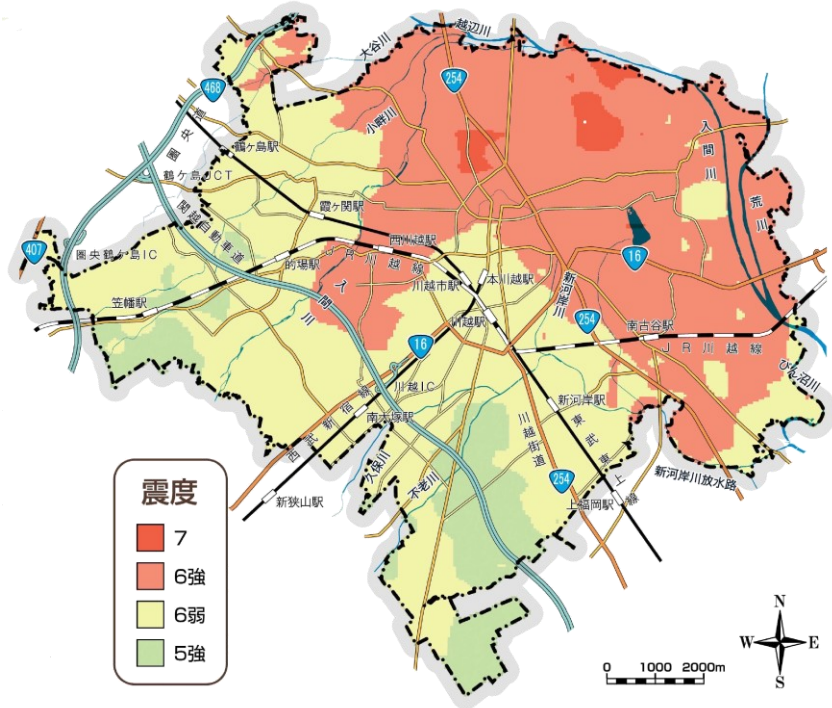 大谷川
越辺川
254
468
小畔川
圏央道
鶴ヶ島駅
入間川
鶴ヶ島JCT
荒川
関越自動車道
霞ヶ関駅
407
西川越駅
圏央鶴ヶ島IC
的場駅
JR川越線
本川越駅
16
川越市駅
新河岸川
笠幡駅
入間川
川越駅
254
南古谷駅
16
JR川越線
びん沼川
川越IC
西武新宿線
南大塚駅
新河岸駅
川越街道
東武東上線
久保川
不老川
新河岸川放水路
254
上福岡駅
新狭山駅
震度
7
6強
6弱
5強
N
W E
S
0 1000 2000m